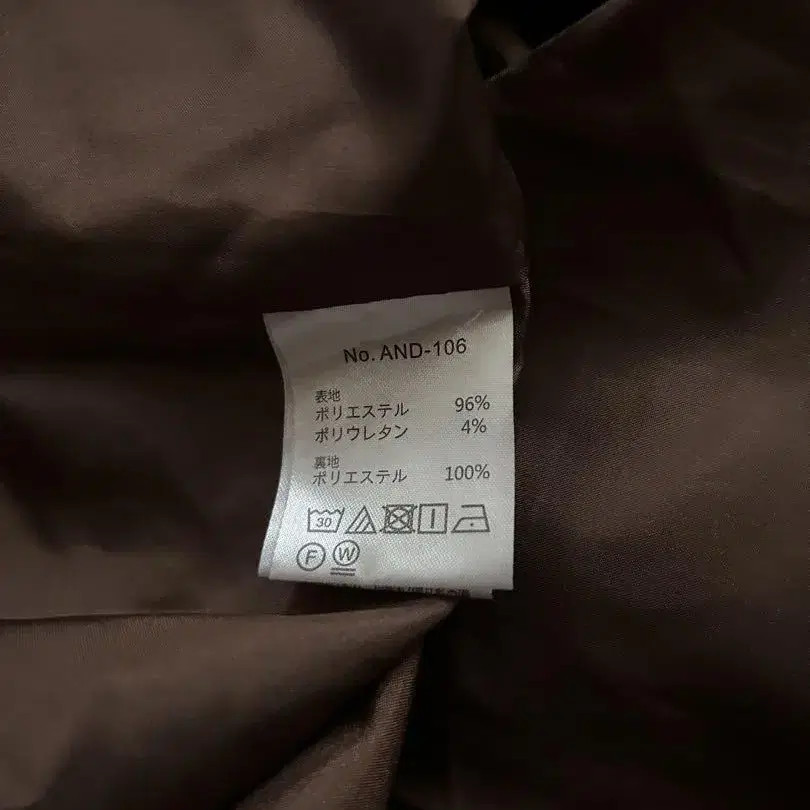 No. AND-106
表地
ポリエステル 96%
ポリウレタン 4%
裏地
ポリエステル 100%
30
F W